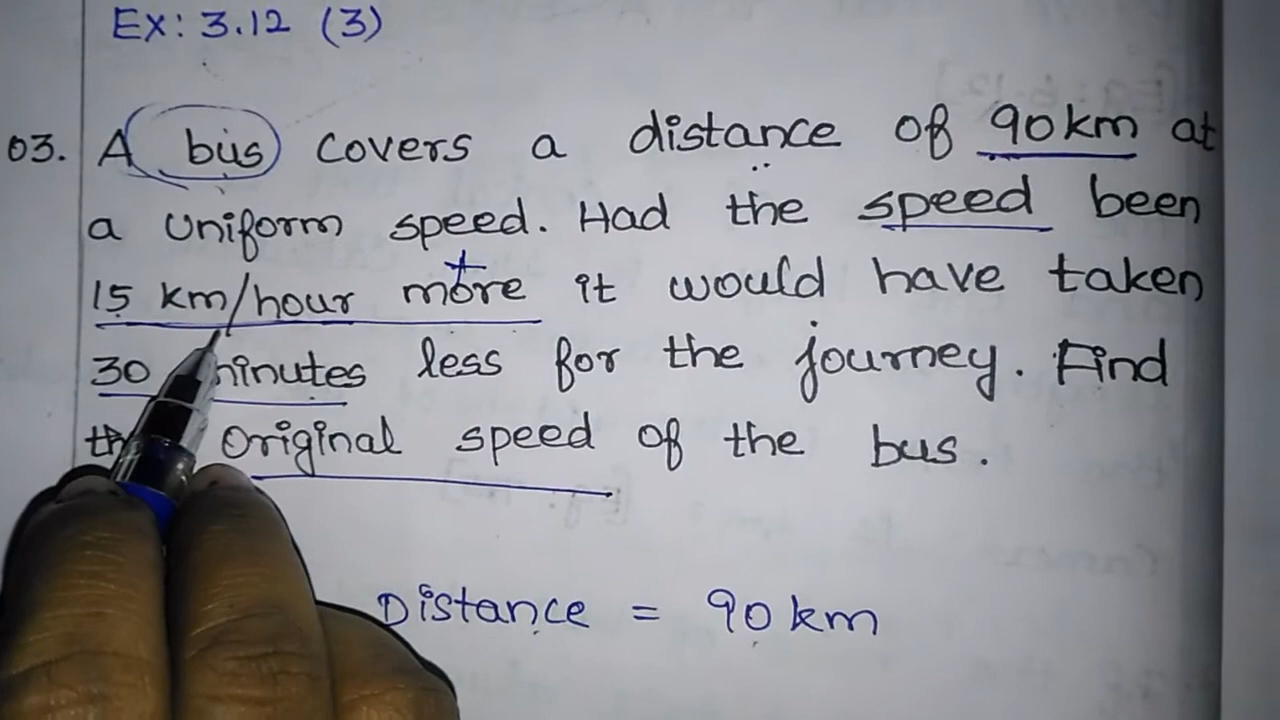 Ex: 3.12 (3)
03. A bus covers a distance of 90km at
a uniform speed. Had the speed been
+
15 km/hour more it would have taken
30 minutes less for the journey. Find
original speed of the bus.
Distance = 90 km